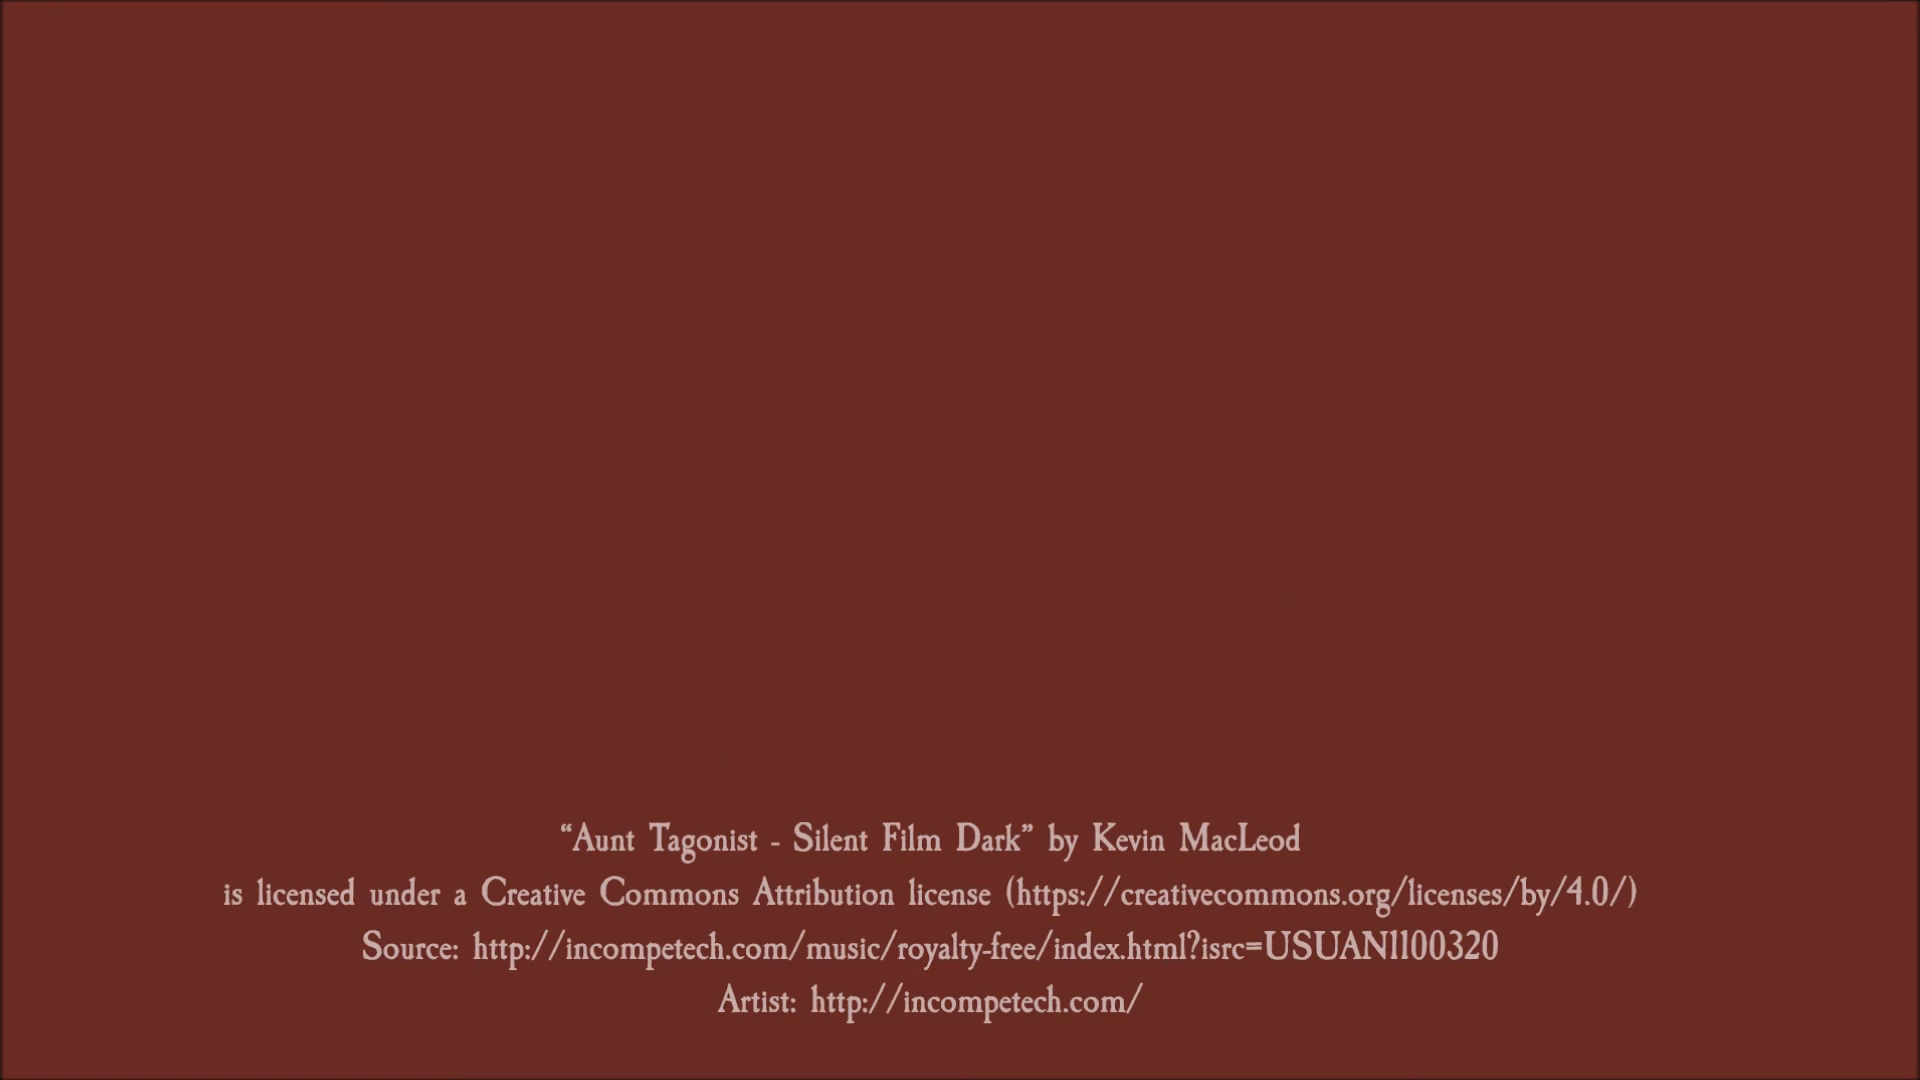 “Aunt Tagonist - Silent Film Dark” by Kevin MacLeod
is licensed under a Creative Commons Attribution license (https://creativecommons.org/licenses/by/4.0/)
Source: http://incompetech.com/music/royalty-free/index.html?isrc=USUAN1100320
Artist: http://incompetech.com/